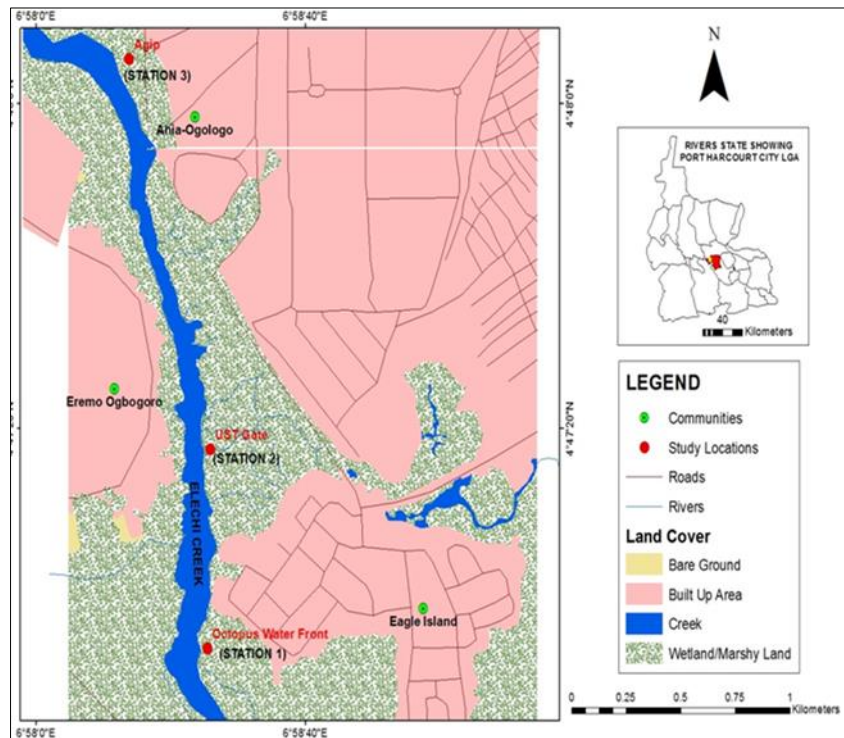 6°58'0"E
6°58'40"E
Agip
(STATION 3)
Ahia-Ogologo
4°48'0"N
Eremo Ogbogoro
UST Gate
(STATION 2)
4°47'20"N
ELECHI CREEK
Eagle Island
Octopus Water Front
(STATION 1)
6°58'0"E
6°58'40"E
N
RIVERS STATE SHOWING
PORT HARCOURT CITY LGA
40
Kilometers
LEGEND
Communities
Study Locations
Roads
Rivers
Land Cover
Bare Ground
Built Up Area
Creek
Wetland/Marshy Land
0 0.25 0.5 0.75 1
Kilometers